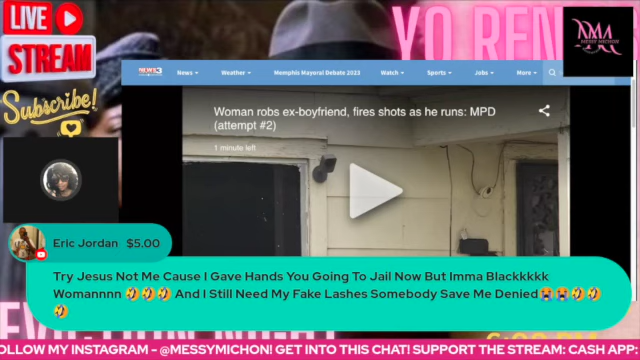 LIVE
STREAM
YO REN
MESSY MICHON
Subscribe!
NEWS 3
News
Weather
Memphis Mayoral Debate 2023
Watch
Sports
Jobs
More
Woman robs ex-boyfriend, fires shots as he runs: MPD
(attempt #2)
1 minute left
Eric Jordan $5.00
Try Jesus Not Me Cause I Gave Hands You Going To Jail Now But Imma Blackkkkk
Womannnn 🤣🤣🤣 And I Still Need My Fake Lashes Somebody Save Me Denied😭😭🤣🤣
🤣
OLLOW MY INSTAGRAM - @MESSYMICHON! GET INTO THIS CHAT! SUPPORT THE STREAM: CASH APP: